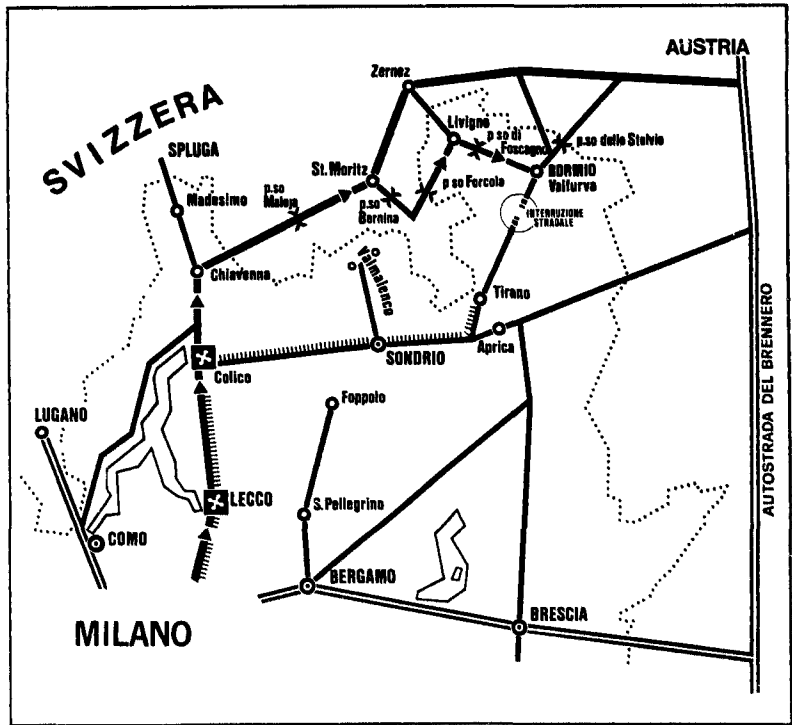 AUSTRIA
SVIZZERA
Zernez
SPLUGA
Livigno
p so di
Foscagno
p.so dello Stelvio
St. Moritz
BORMIO
Valfurva
Madesimo
p.so
Maloja
p.so
Bernina
p so Forcola
INTERRUZIONE
STRADALE
Chiavenna
Valmalenco
Tirano
Aprica
SONDRIO
Colico
Foppolo
LUGANO
LECCO
S. Pellegrino
COMO
BERGAMO
BRESCIA
MILANO
AUTOSTRADA DEL BRENNERO